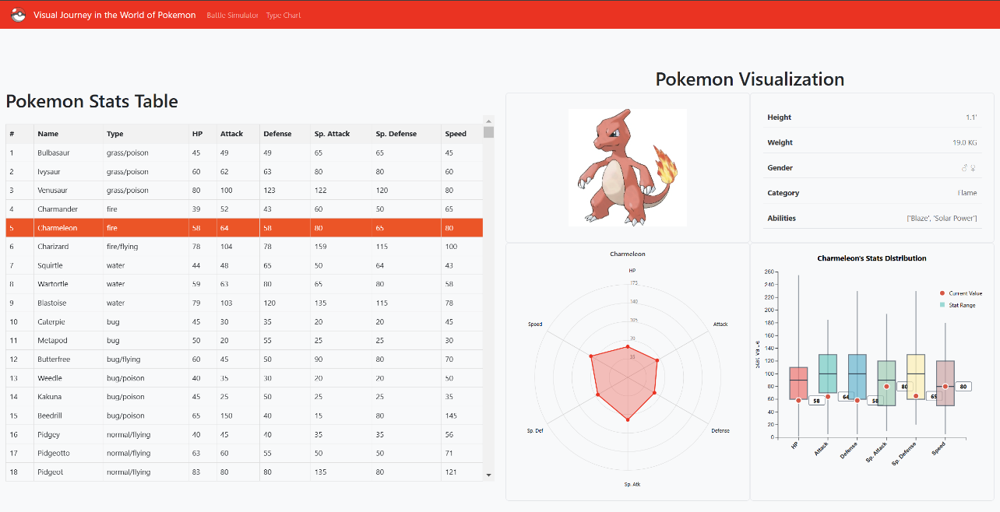 Visual Journey in the World of Pokemon Battle Simulator Type Chart
Pokemon Stats Table
# Name Type HP Attack Defense Sp. Attack Sp. Defense Speed
1 Bulbasaur grass/poison 45 49 49 65 65 45
2 Ivysaur grass/poison 60 62 63 80 80 60
3 Venusaur grass/poison 80 100 123 122 120 80
4 Charmander fire 39 52 43 60 50 65
5 Charmeleon fire 58 64 58 80 65 80
6 Charizard fire/flying 78 104 78 159 115 100
7 Squirtle water 44 48 65 50 64 43
8 Wartortle water 59 63 80 65 80 58
9 Blastoise water 79 103 120 135 115 78
10 Caterpie bug 45 30 35 20 20 45
11 Metapod bug 50 20 55 25 25 30
12 Butterfree bug/flying 60 45 50 90 80 70
13 Weedle bug/poison 40 35 30 20 20 50
14 Kakuna bug/poison 45 25 50 25 25 35
15 Beedrill bug/poison 65 150 40 15 80 145
16 Pidgey normal/flying 40 45 40 35 35 56
17 Pidgeotto normal/flying 63 60 55 50 50 71
18 Pidgeot normal/flying 83 80 80 135 80 121
Pokemon Visualization
Height 1.1'
Weight 19.0 KG
Gender ♂ ♀
Category Flame
Abilities ['Blaze', 'Solar Power']
Charmeleon
HP
175
140
105
70
35
Attack
Defense
Sp. Atk
Sp. Def
Speed
Charmeleon's Stats Distribution
Current Value
Stat Range
Stat Value
260
240
220
200
180
160
140
120
100
80
60
40
20
0
58
64
58
80
65
80
HP
Attack
Defense
Sp. Attack
Sp. Defense
Speed